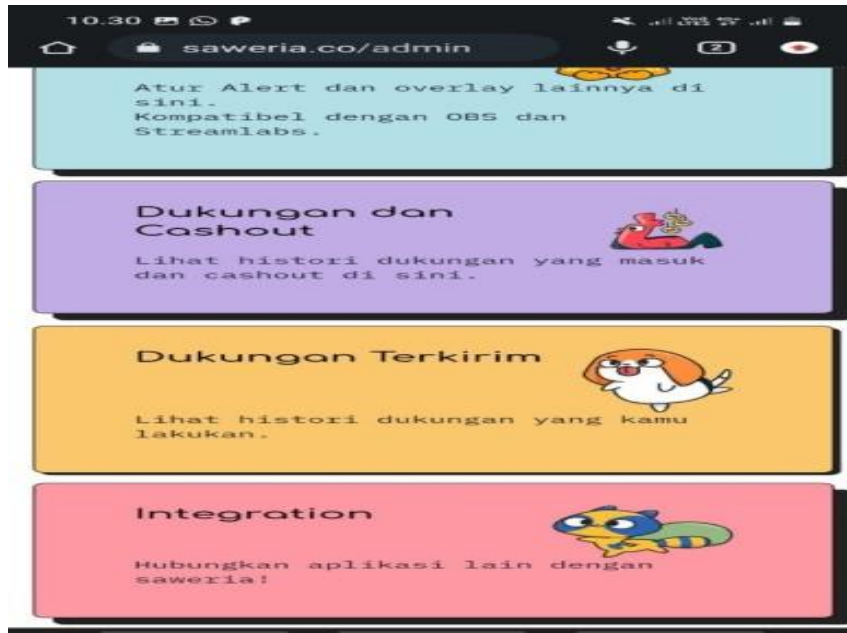 10.30
saweria.co/admin
2
Atur Alert dan overlay lainnya di
sini.
Kompatibel dengan OBS dan
Streamlabs.
Dukungan dan
Cashout
Lihat histori dukungan yang masuk
dan cashout di sini.
Dukungan Terkirim
Lihat histori dukungan yang kamu
lakukan.
Integration
Hubungkan aplikasi lain dengan
saweria!